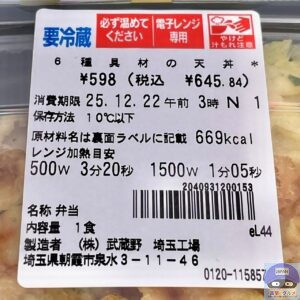 要冷蔵
必ず温めて
ください
電子レンジ
専用
やけど
汁もれ注意
6種具材の天丼*
¥598(税込 ¥645.84)
消費期限 25.12.22午前 3時 N 1
保存方法 10℃以下
原材料名は裏面ラベルに記載 669kcal
レンジ加熱目安
500W 3分20秒 1500W 1分05秒
2040931200153
名称 弁当
内容量 1食
eL44
製造者 (株)武蔵野 埼玉工場
埼玉県朝霞市泉水3-11-46
0120-115857